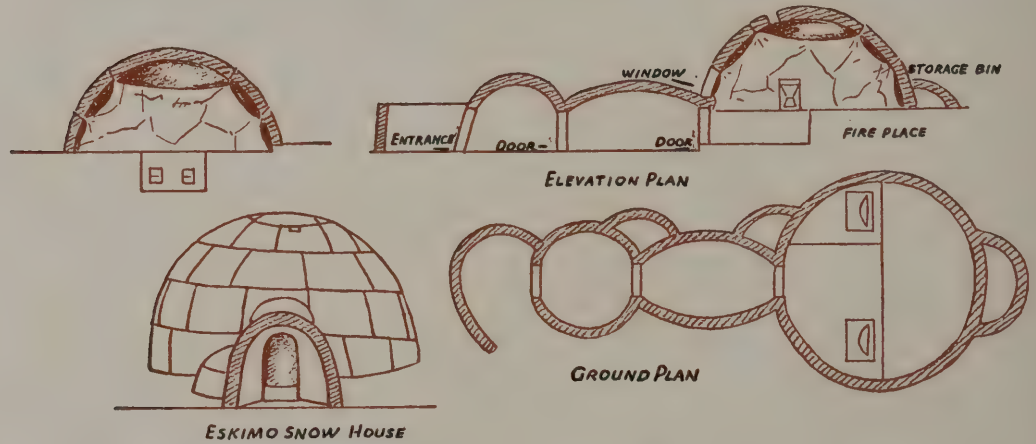 WINDOW
STORAGE BIN
ENTRANCE
DOOR
DOOR
FIRE PLACE
ELEVATION PLAN
GROUND PLAN
ESKIMO SNOW HOUSE